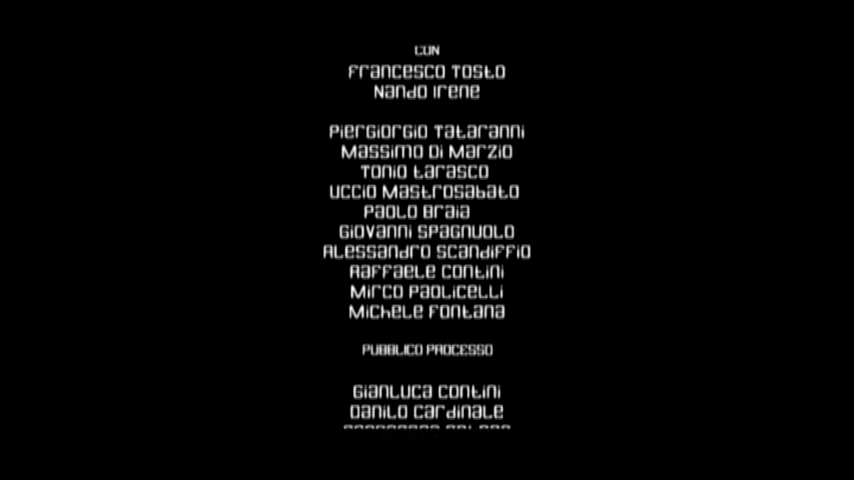 CON
Francesco Tosto
Nando Irene
Piergiorgio Tataranni
Massimo Di Marzio
Tonio Tarasco
Uccio Mastrosabato
Paolo Braia
Giovanni Spagnuolo
Alessandro Scandiffio
Raffaele Contini
Mirco Paolicelli
Michele Fontana
PUBBLICO PROCESSO
Gianluca Contini
Danilo Cardinale